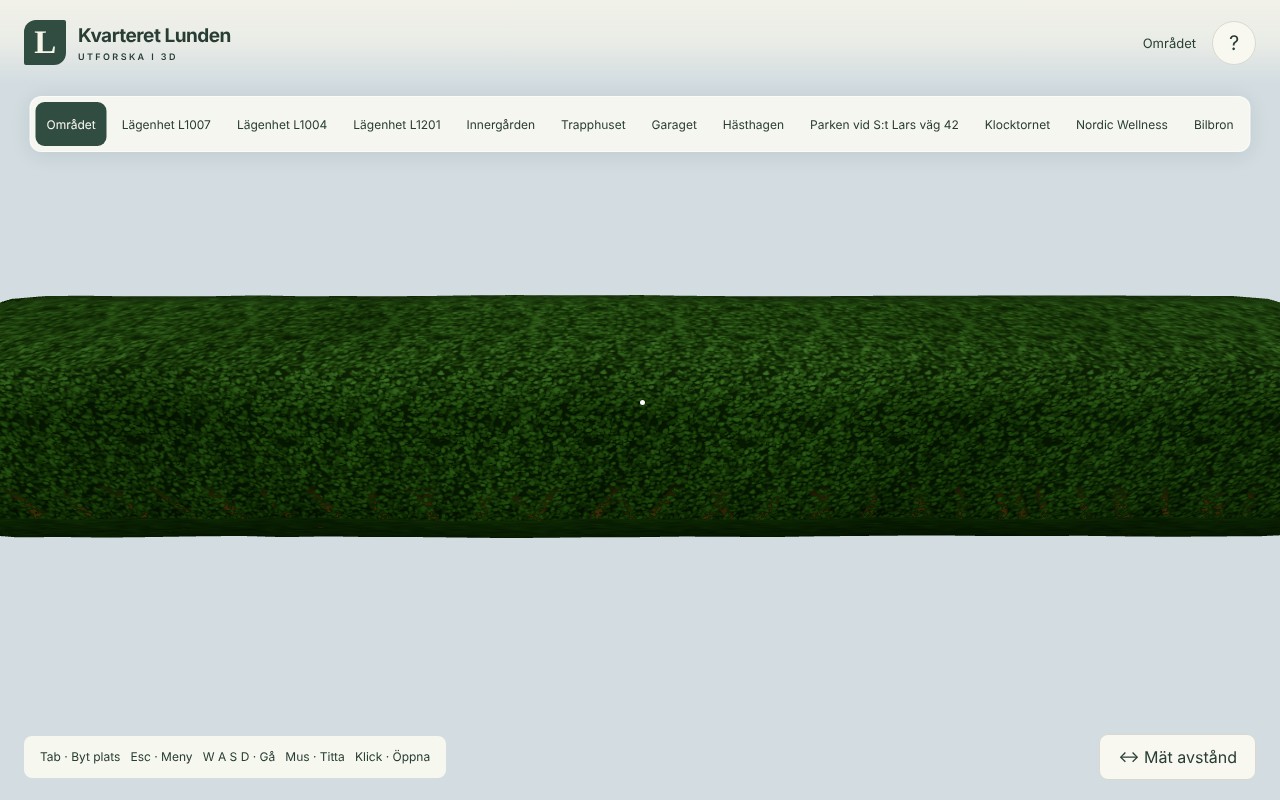 L
Kvarteret Lunden
UTFORSKA I 3D
Området
?
Området
Lägenhet L1007
Lägenhet L1004
Lägenhet L1201
Innergården
Trapphuset
Garaget
Hästhagen
Parken vid S:t Lars väg 42
Klocktornet
Nordic Wellness
Bilbron
Tab · Byt plats
Esc · Meny
W A S D · Gå
Mus · Titta
Klick · Öppna
↔ Mät avstånd